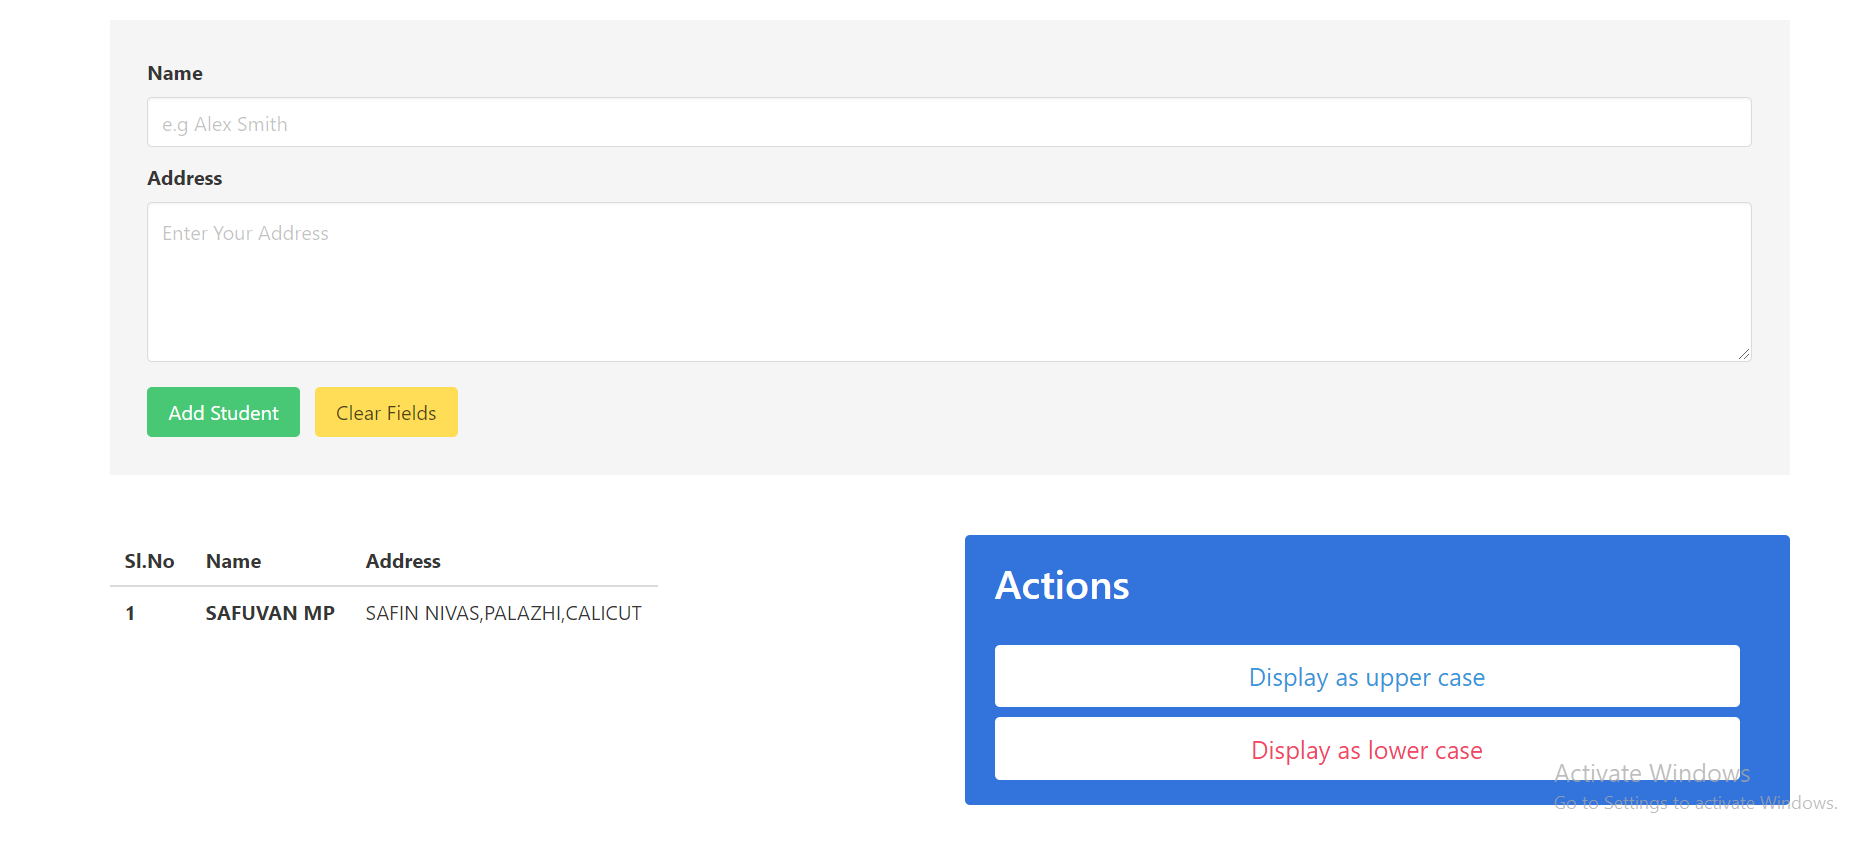 Name
e.g Alex Smith
Address
Enter Your Address
Add Student Clear Fields
Sl.No Name Address
1 SAFUVAN MP SAFIN NIVAS,PALAZHI,CALICUT
Actions
Display as upper case
Display as lower case
Activate Windows
Go to Settings to activate Windows.